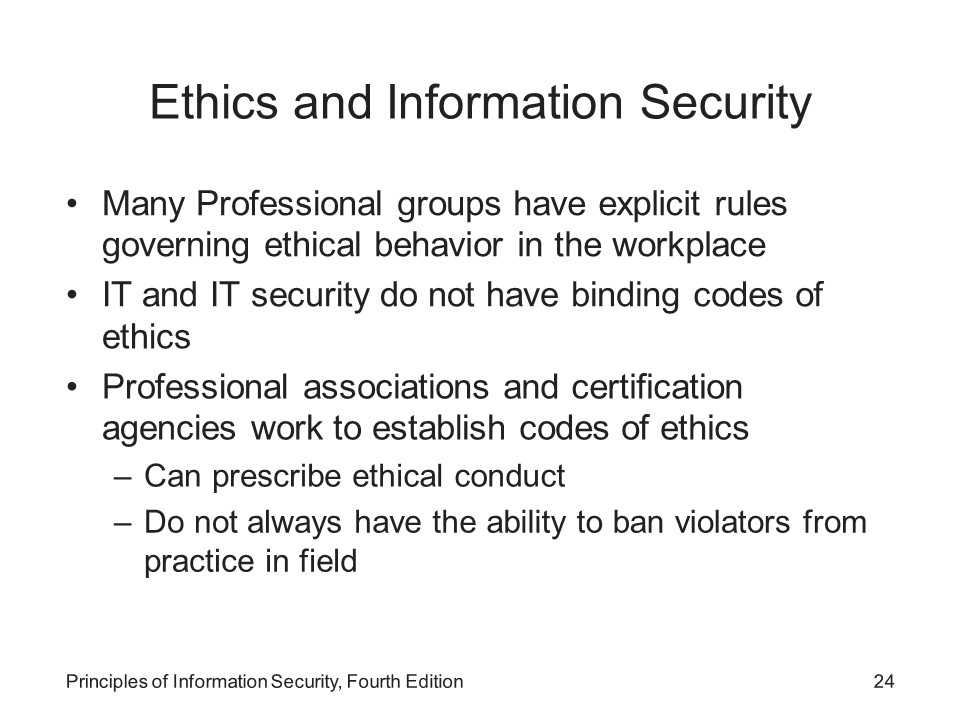 Ethics and Information Security
• Many Professional groups have explicit rules
governing ethical behavior in the workplace
• IT and IT security do not have binding codes of
ethics
• Professional associations and certification
agencies work to establish codes of ethics
– Can prescribe ethical conduct
– Do not always have the ability to ban violators from
practice in field
Principles of Information Security, Fourth Edition 24